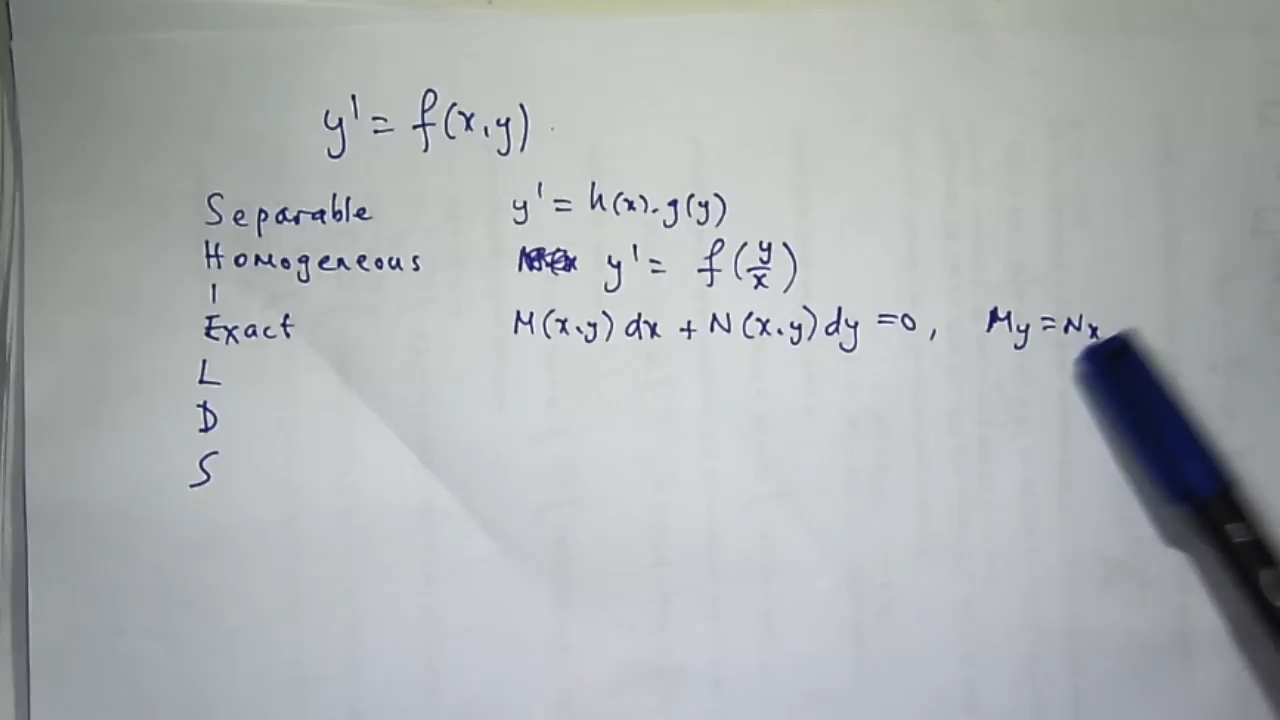 y' = f(x,y)
Separable y' = h(x).g(y)
Homogeneous y' = f(y/x)
I
Exact M(x,y) dx + N(x,y) dy =0, My = Nx
L
D
S